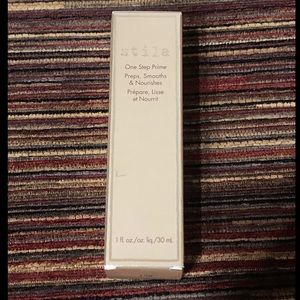 stila
One Step Prime
Preps, Smooths
& Nourishes
Prépare, Lisse
et Nourrit
1 fl. oz./oz. liq./30 mL